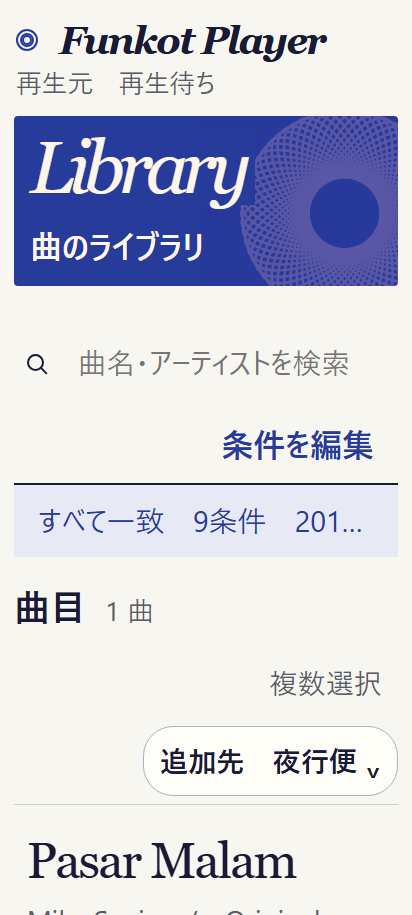 Funkot Player
再生元　再生待ち
Library
曲のライブラリ
曲名・アーティストを検索
条件を編集
すべて一致　9条件　201...
曲目　1 曲
複数選択
追加先　夜行便
Pasar Malam